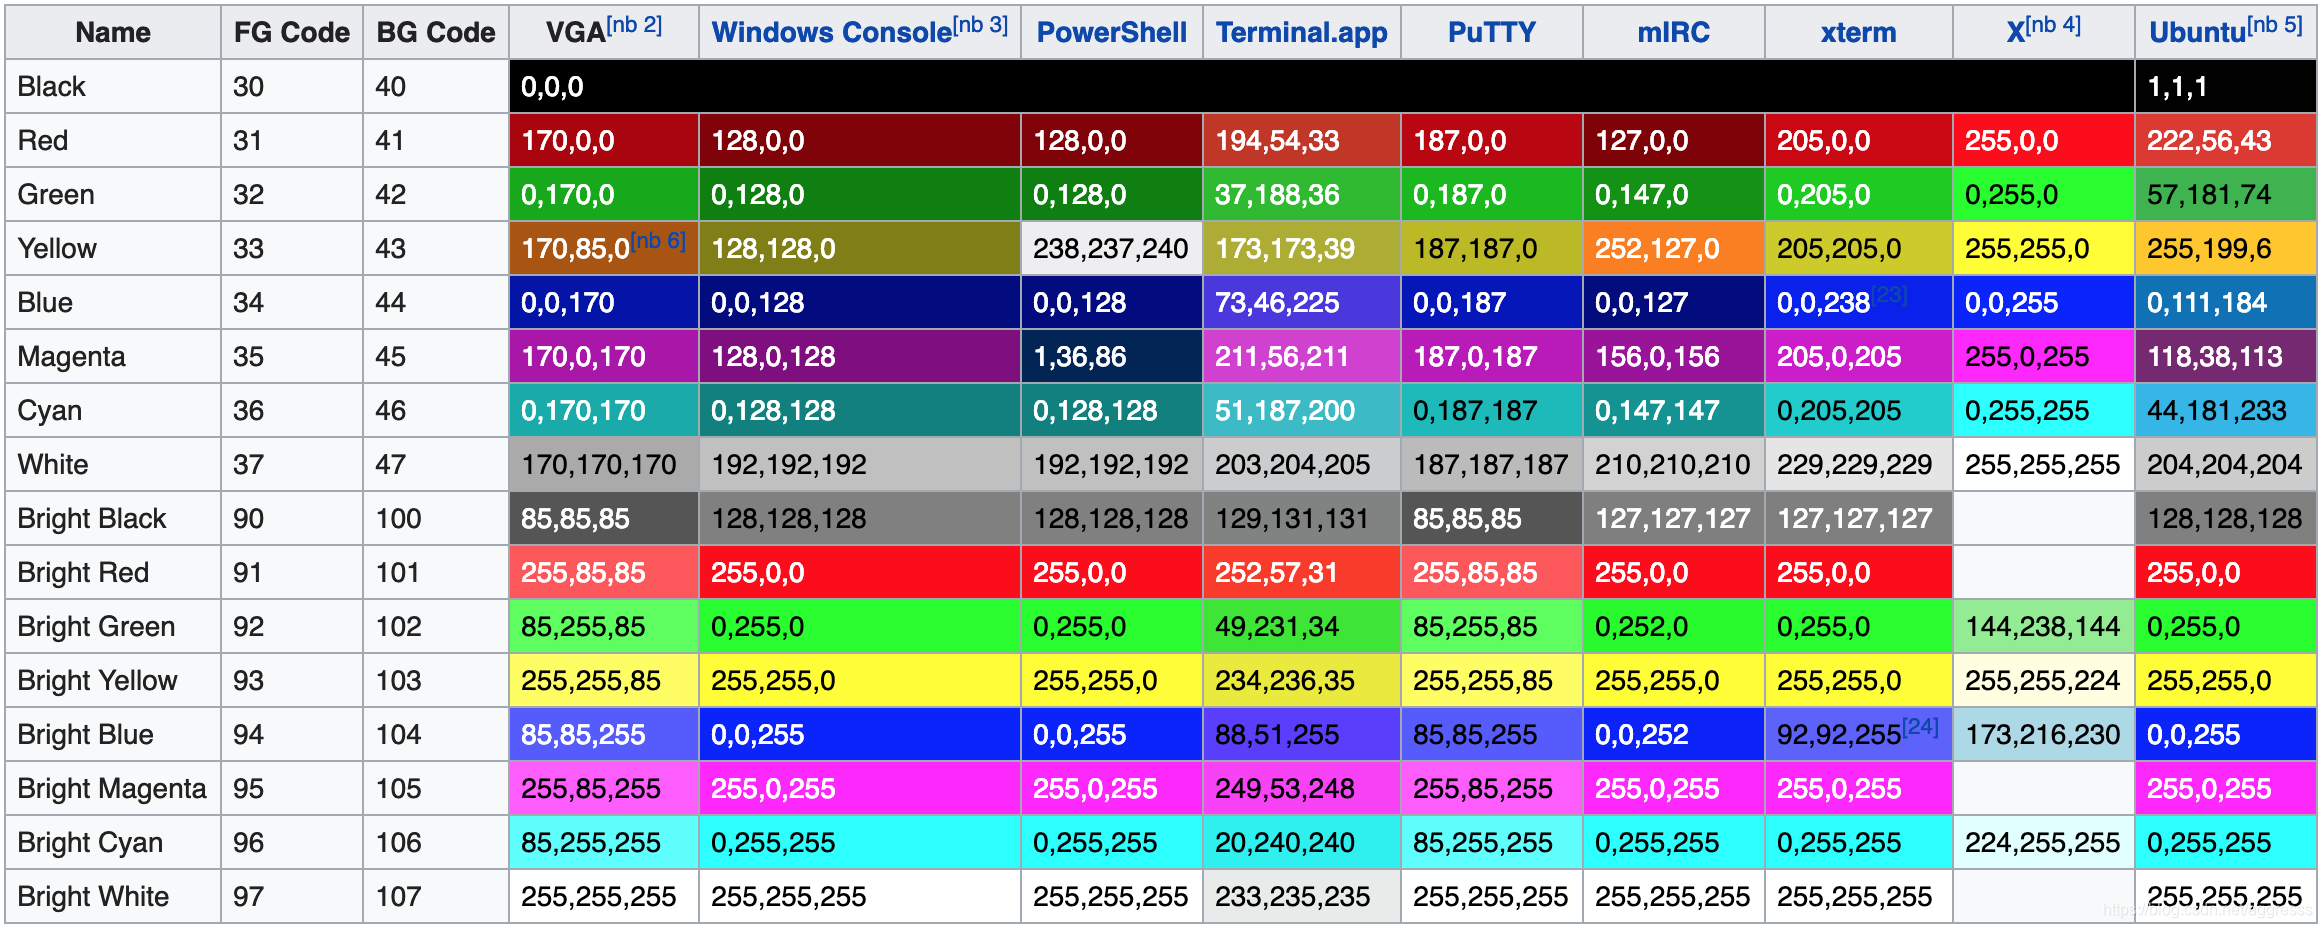 Name FG Code BG Code VGA[nb 2] Windows Console[nb 3] PowerShell Terminal.app PuTTY mIRC xterm X[nb 4] Ubuntu[nb 5]
Black 30 40 0,0,0 1,1,1
Red 31 41 170,0,0 128,0,0 128,0,0 194,54,33 187,0,0 127,0,0 205,0,0 255,0,0 222,56,43
Green 32 42 0,170,0 0,128,0 0,128,0 37,188,36 0,187,0 0,147,0 0,205,0 0,255,0 57,181,74
Yellow 33 43 170,85,0[nb 6] 128,128,0 238,237,240 173,173,39 187,187,0 252,127,0 205,205,0 255,255,0 255,199,6
Blue 34 44 0,0,170 0,0,128 0,0,128 73,46,225 0,0,187 0,0,127 0,0,238[23] 0,0,255 0,111,184
Magenta 35 45 170,0,170 128,0,128 1,36,86 211,56,211 187,0,187 156,0,156 205,0,205 255,0,255 118,38,113
Cyan 36 46 0,170,170 0,128,128 0,128,128 51,187,200 0,187,187 0,147,147 0,205,205 0,255,255 44,181,233
White 37 47 170,170,170 192,192,192 192,192,192 203,204,205 187,187,187 210,210,210 229,229,229 255,255,255 204,204,204
Bright Black 90 100 85,85,85 128,128,128 128,128,128 129,131,131 85,85,85 127,127,127 127,127,127 128,128,128
Bright Red 91 101 255,85,85 255,0,0 255,0,0 252,57,31 255,85,85 255,0,0 255,0,0 255,0,0
Bright Green 92 102 85,255,85 0,255,0 0,255,0 49,231,34 85,255,85 0,252,0 0,255,0 144,238,144 0,255,0
Bright Yellow 93 103 255,255,85 255,255,0 255,255,0 234,236,35 255,255,85 255,255,0 255,255,0 255,255,224 255,255,0
Bright Blue 94 104 85,85,255 0,0,255 0,0,255 88,51,255 85,85,255 0,0,252 92,92,255[24] 173,216,230 0,0,255
Bright Magenta 95 105 255,85,255 255,0,255 255,0,255 249,53,248 255,85,255 255,0,255 255,0,255 255,0,255
Bright Cyan 96 106 85,255,255 0,255,255 0,255,255 20,240,240 85,255,255 0,255,255 0,255,255 224,255,255 0,255,255
Bright White 97 107 255,255,255 255,255,255 255,255,255 233,235,235 255,255,255 255,255,255 255,255,255 255,255,255
https://blog.csdn.net/aggresss